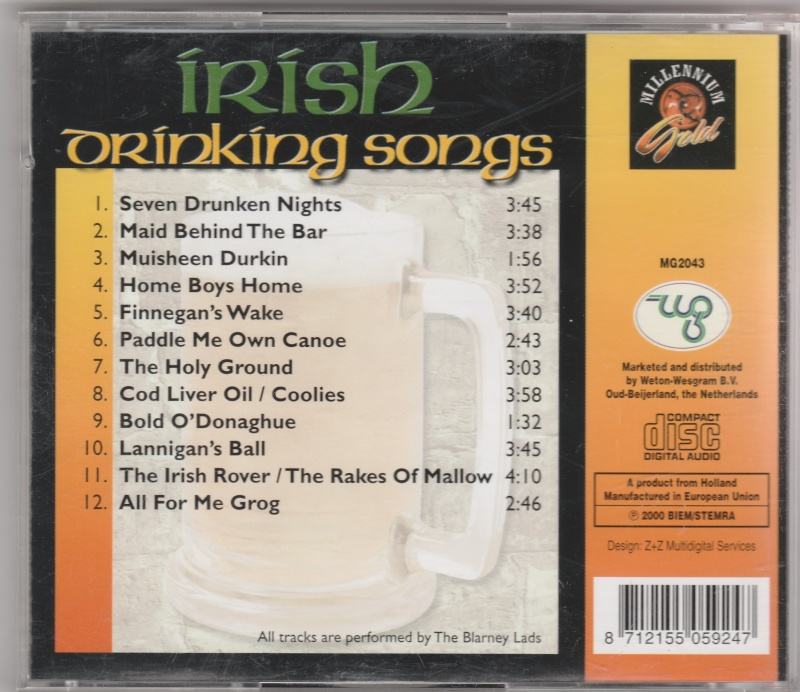 irish
drinking songs
1. Seven Drunken Nights 3:45
2. Maid Behind The Bar 3:38
3. Muisheen Durkin 1:56
4. Home Boys Home 3:52
5. Finnegan's Wake 3:40
6. Paddle Me Own Canoe 2:43
7. The Holy Ground 3:03
8. Cod Liver Oil / Coolies 3:58
9. Bold O'Donaghue 1:32
10. Lannigan's Ball 3:45
11. The Irish Rover / The Rakes Of Mallow 4:10
12. All For Me Grog 2:46
All tracks are performed by The Blarney Lads
MILLENNIUM
Gold
MG2043
Marketed and distributed
by Weton-Wesgram B.V.
Oud-Beijerland, the Netherlands
COMPACT
disc
DIGITAL AUDIO
A product from Holland
Manufactured in European Union
℗ 2000 BIEM/STEMRA
Design: Z+Z Multidigital Services
8 712155 059247